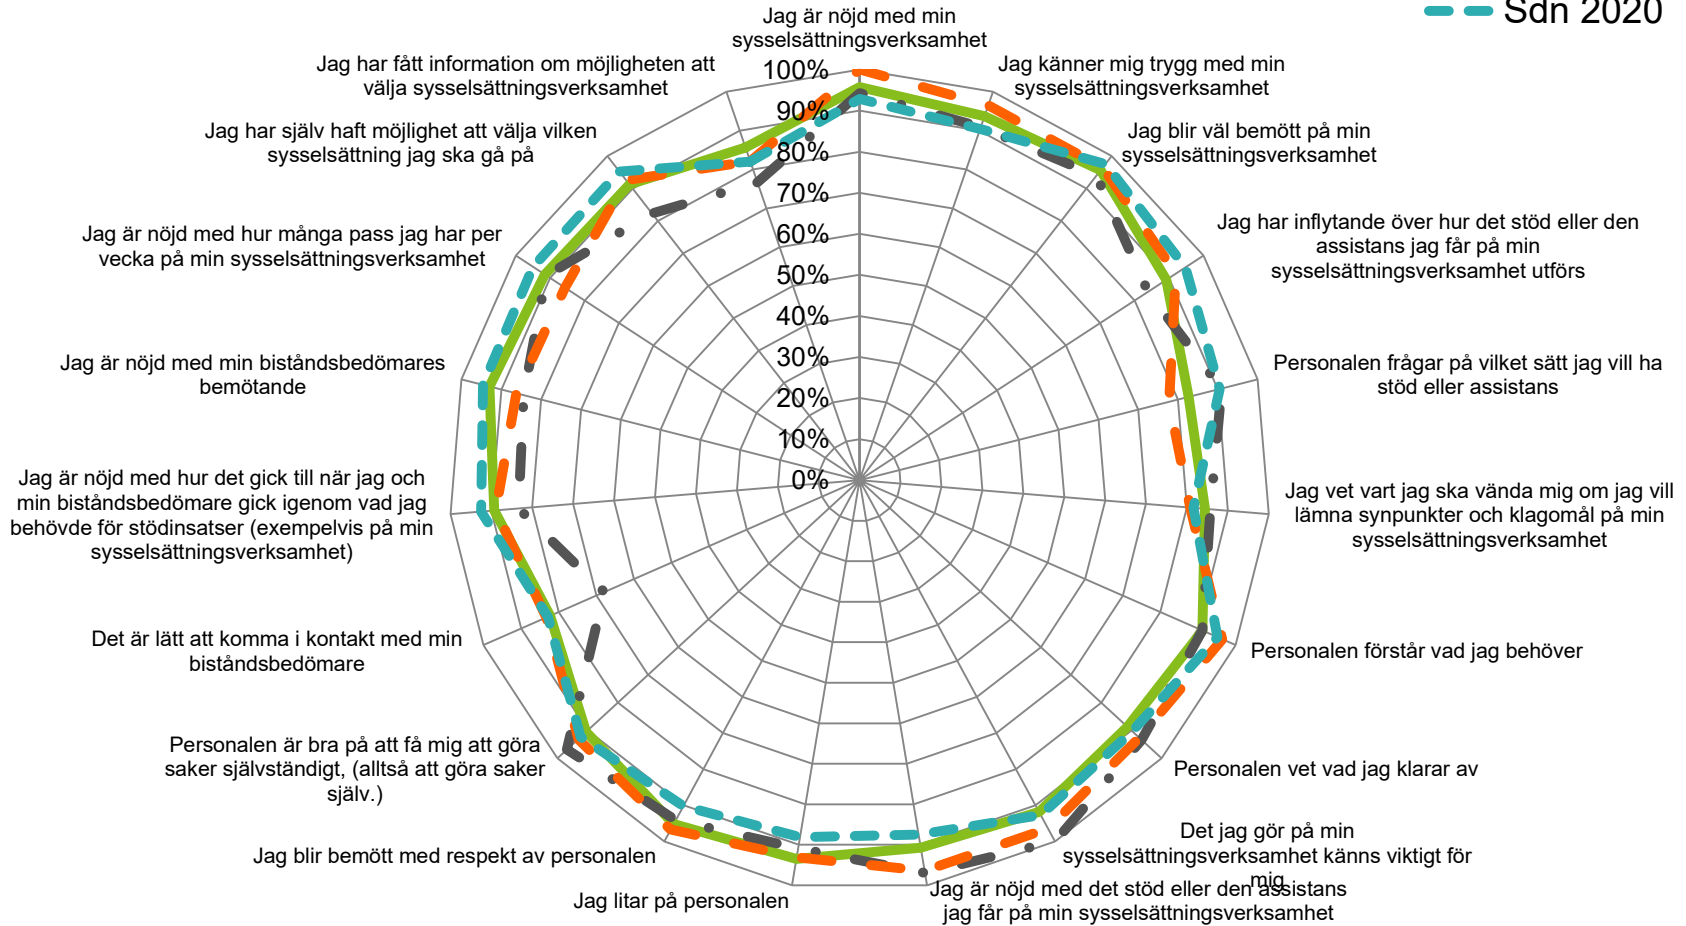 Sdn 2020
Jag är nöjd med min
sysselsättningsverksamhet
Jag känner mig trygg med min
sysselsättningsverksamhet
Jag blir väl bemött på min
sysselsättningsverksamhet
Jag har inflytande över hur det stöd eller den
assistans jag får på min
sysselsättningsverksamhet utförs
Personalen frågar på vilket sätt jag vill ha
stöd eller assistans
Jag vet vart jag ska vända mig om jag vill
lämna synpunkter och klagomål på min
sysselsättningsverksamhet
Personalen förstår vad jag behöver
Personalen vet vad jag klarar av
Det jag gör på min
sysselsättningsverksamhet känns viktigt för
mig
Jag är nöjd med det stöd eller den assistans
jag får på min sysselsättningsverksamhet
Jag litar på personalen
Jag blir bemött med respekt av personalen
Personalen är bra på att få mig att göra
saker självständigt, (alltså att göra saker
själv.)
Det är lätt att komma i kontakt med min
biståndsbedömare
Jag är nöjd med hur det gick till när jag och
min biståndsbedömare gick igenom vad jag
behövde för stödinsatser (exempelvis på min
sysselsättningsverksamhet)
Jag är nöjd med min biståndsbedömares
bemötande
Jag är nöjd med hur många pass jag har per
vecka på min sysselsättningsverksamhet
Jag har själv haft möjlighet att välja vilken
sysselsättning jag ska gå på
Jag har fått information om möjligheten att
välja sysselsättningsverksamhet
100%
90%
80%
70%
60%
50%
40%
30%
20%
10%
0%